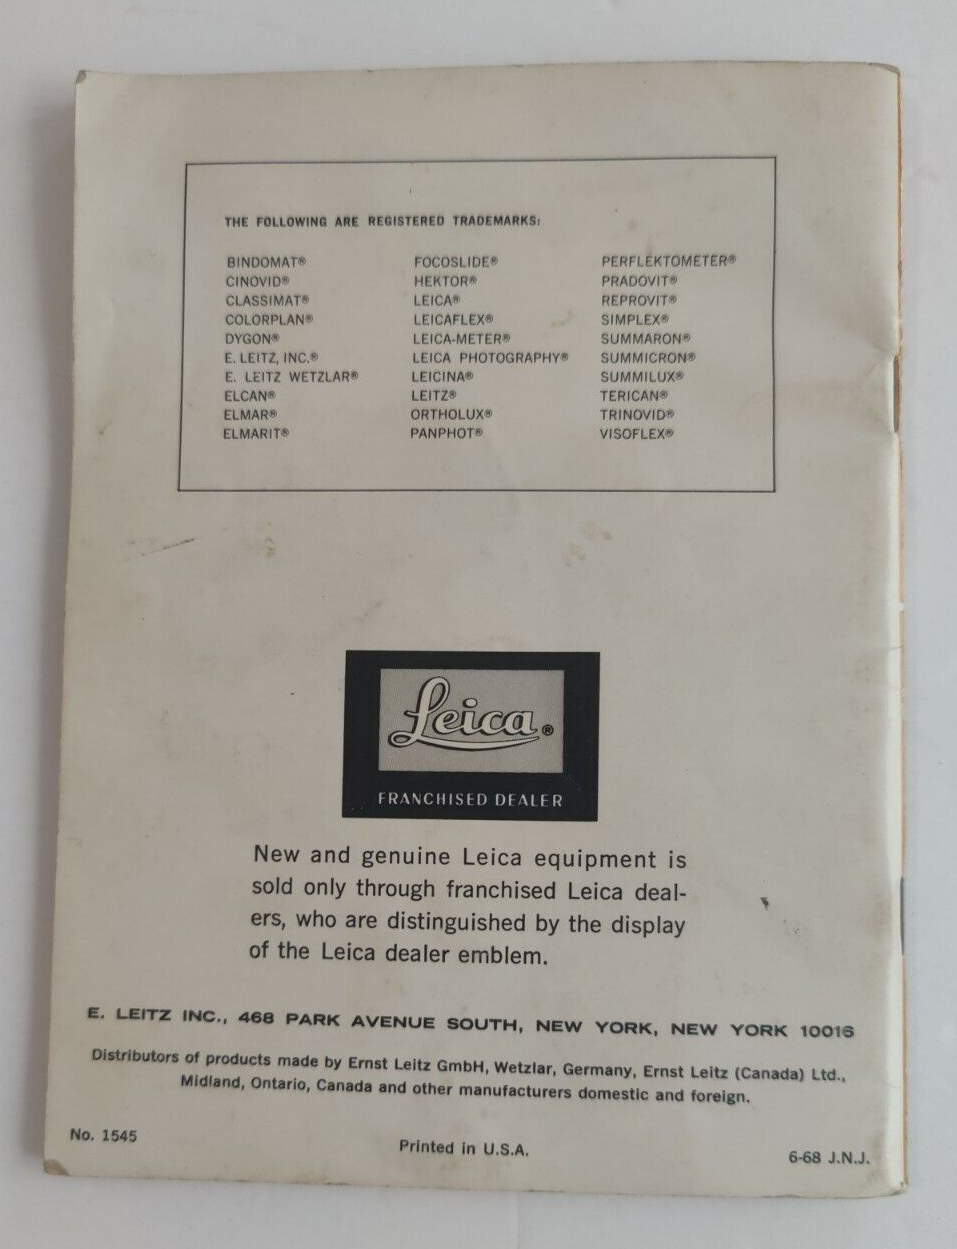 THE FOLLOWING ARE REGISTERED TRADEMARKS:
BINDOMAT®
CINOVID®
CLASSIMAT®
COLORPLAN®
DYGON®
E. LEITZ, INC.®
E. LEITZ WETZLAR®
ELCAN®
ELMAR®
ELMARIT®
FOCOSLIDE®
HEKTOR®
LEICA®
LEICAFLEX®
LEICA-METER®
LEICA PHOTOGRAPHY®
LEICINA®
LEITZ®
ORTHOLUX®
PANPHOT®
PERFLEKTOMETER®
PRADOVIT®
REPROVIT®
SIMPLEX®
SUMMARON®
SUMMICRON®
SUMMILUX®
TERICAN®
TRINOVID®
VISOFLEX®
Leica®
FRANCHISED DEALER
New and genuine Leica equipment is
sold only through franchised Leica deal-
ers, who are distinguished by the display
of the Leica dealer emblem.
E. LEITZ INC., 468 PARK AVENUE SOUTH, NEW YORK, NEW YORK 10016
Distributors of products made by Ernst Leitz GmbH, Wetzlar, Germany, Ernst Leitz (Canada) Ltd.,
Midland, Ontario, Canada and other manufacturers domestic and foreign.
No. 1545
Printed in U.S.A.
6-68 J.N.J.